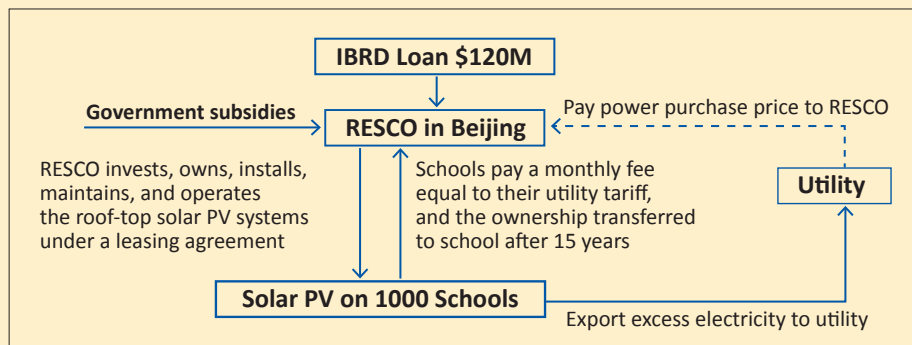 IBRD Loan $120M
Government subsidies
RESCO in Beijing
Pay power purchase price to RESCO
RESCO invests, owns, installs,
maintains, and operates
the roof-top solar PV systems
under a leasing agreement
Schools pay a monthly fee
equal to their utility tariff,
and the ownership transferred
to school after 15 years
Utility
Solar PV on 1000 Schools
Export excess electricity to utility